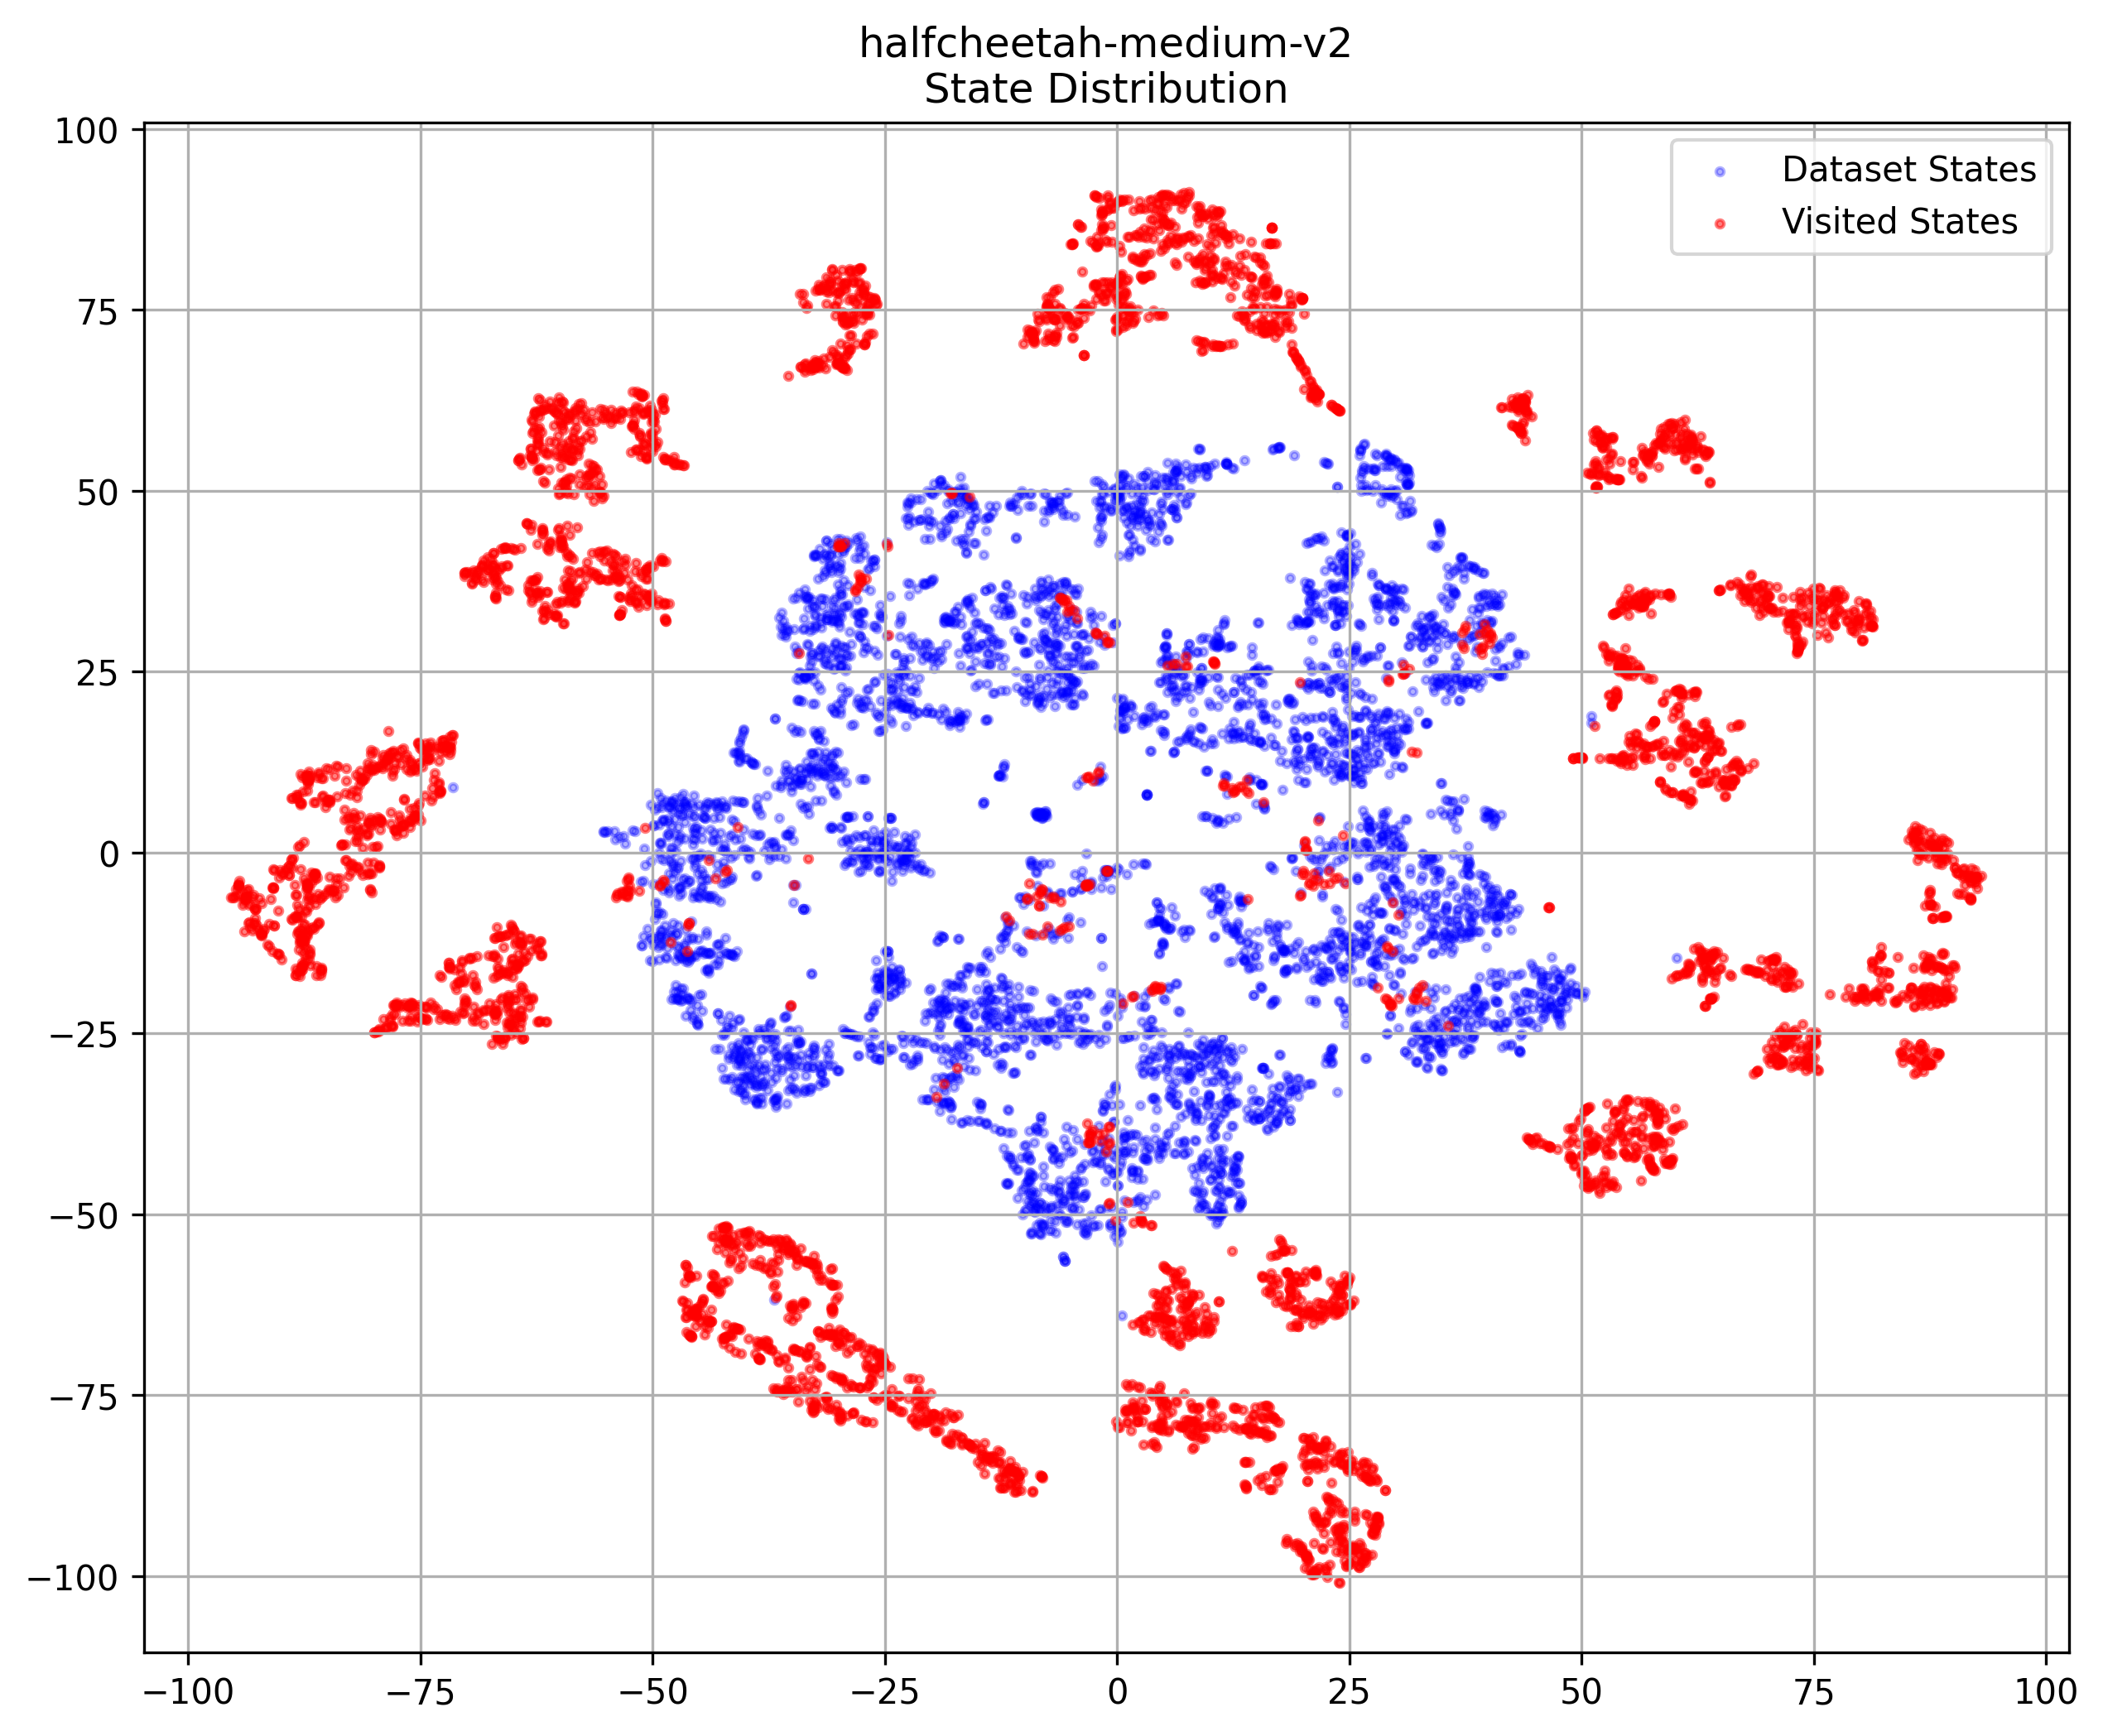 halfcheetah-medium-v2
State Distribution
Dataset States
Visited States
100
75
50
25
0
−25
−50
−75
−100
−100 −75 −50 −25 0 25 50 75 100